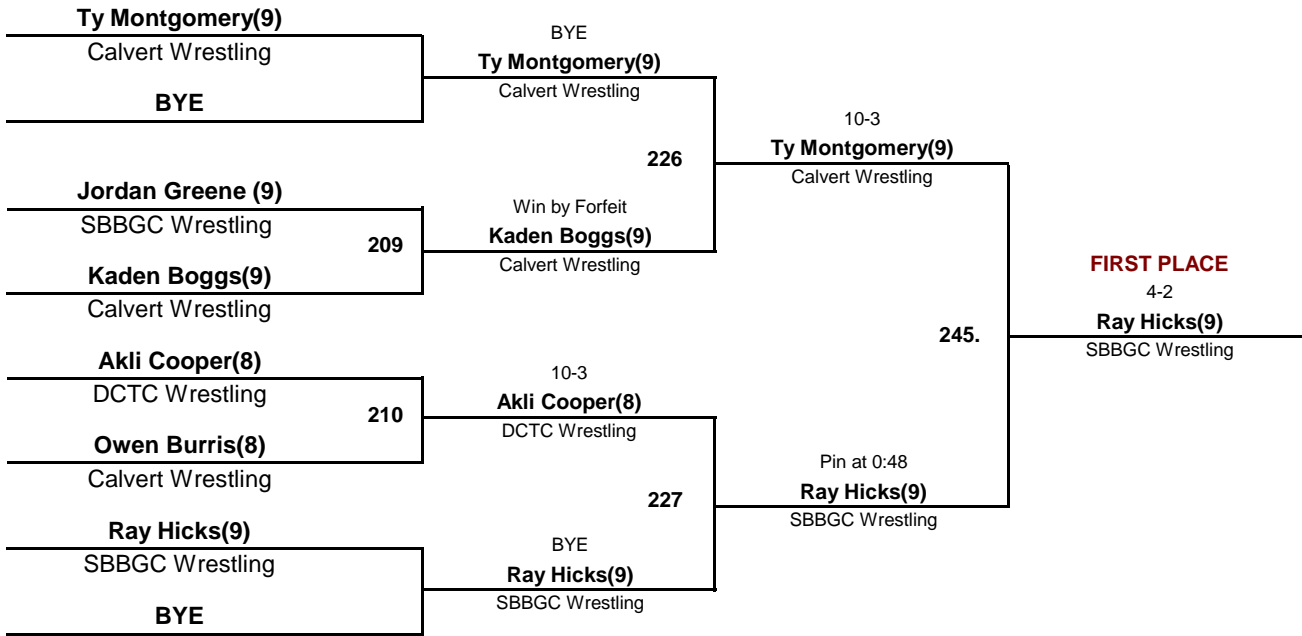 Ty Montgomery(9)
Calvert Wrestling
BYE
Jordan Greene (9)
SBBGC Wrestling
209
Kaden Boggs(9)
Calvert Wrestling
Akli Cooper(8)
DCTC Wrestling
210
Owen Burris(8)
Calvert Wrestling
Ray Hicks(9)
SBBGC Wrestling
BYE
BYE
Ty Montgomery(9)
Calvert Wrestling
226
Win by Forfeit
Kaden Boggs(9)
Calvert Wrestling
10-3
Akli Cooper(8)
DCTC Wrestling
227
BYE
Ray Hicks(9)
SBBGC Wrestling
10-3
Ty Montgomery(9)
Calvert Wrestling
245.
Pin at 0:48
Ray Hicks(9)
SBBGC Wrestling
FIRST PLACE
4-2
Ray Hicks(9)
SBBGC Wrestling